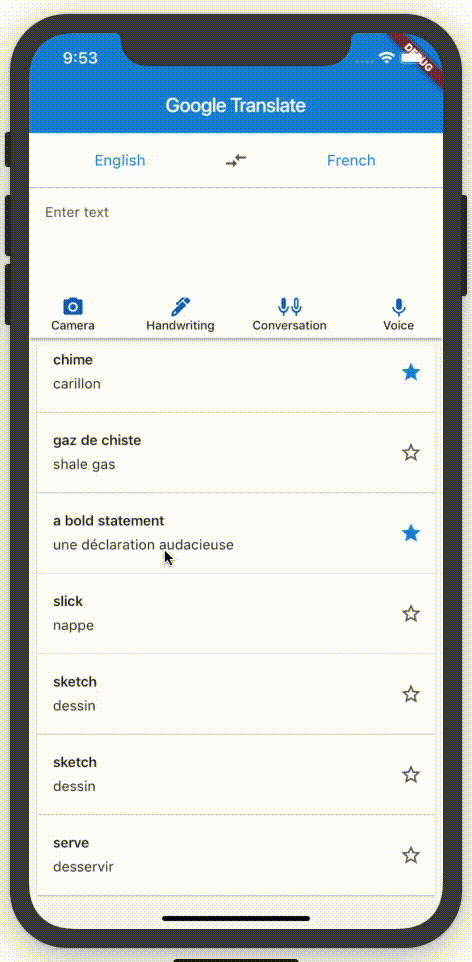 9:53
DEBUG
Google Translate
English French
Enter text
Camera Handwriting Conversation Voice
chime
carillon
gaz de chiste
shale gas
a bold statement
une déclaration audacieuse
slick
nappe
sketch
dessin
sketch
dessin
serve
desservir